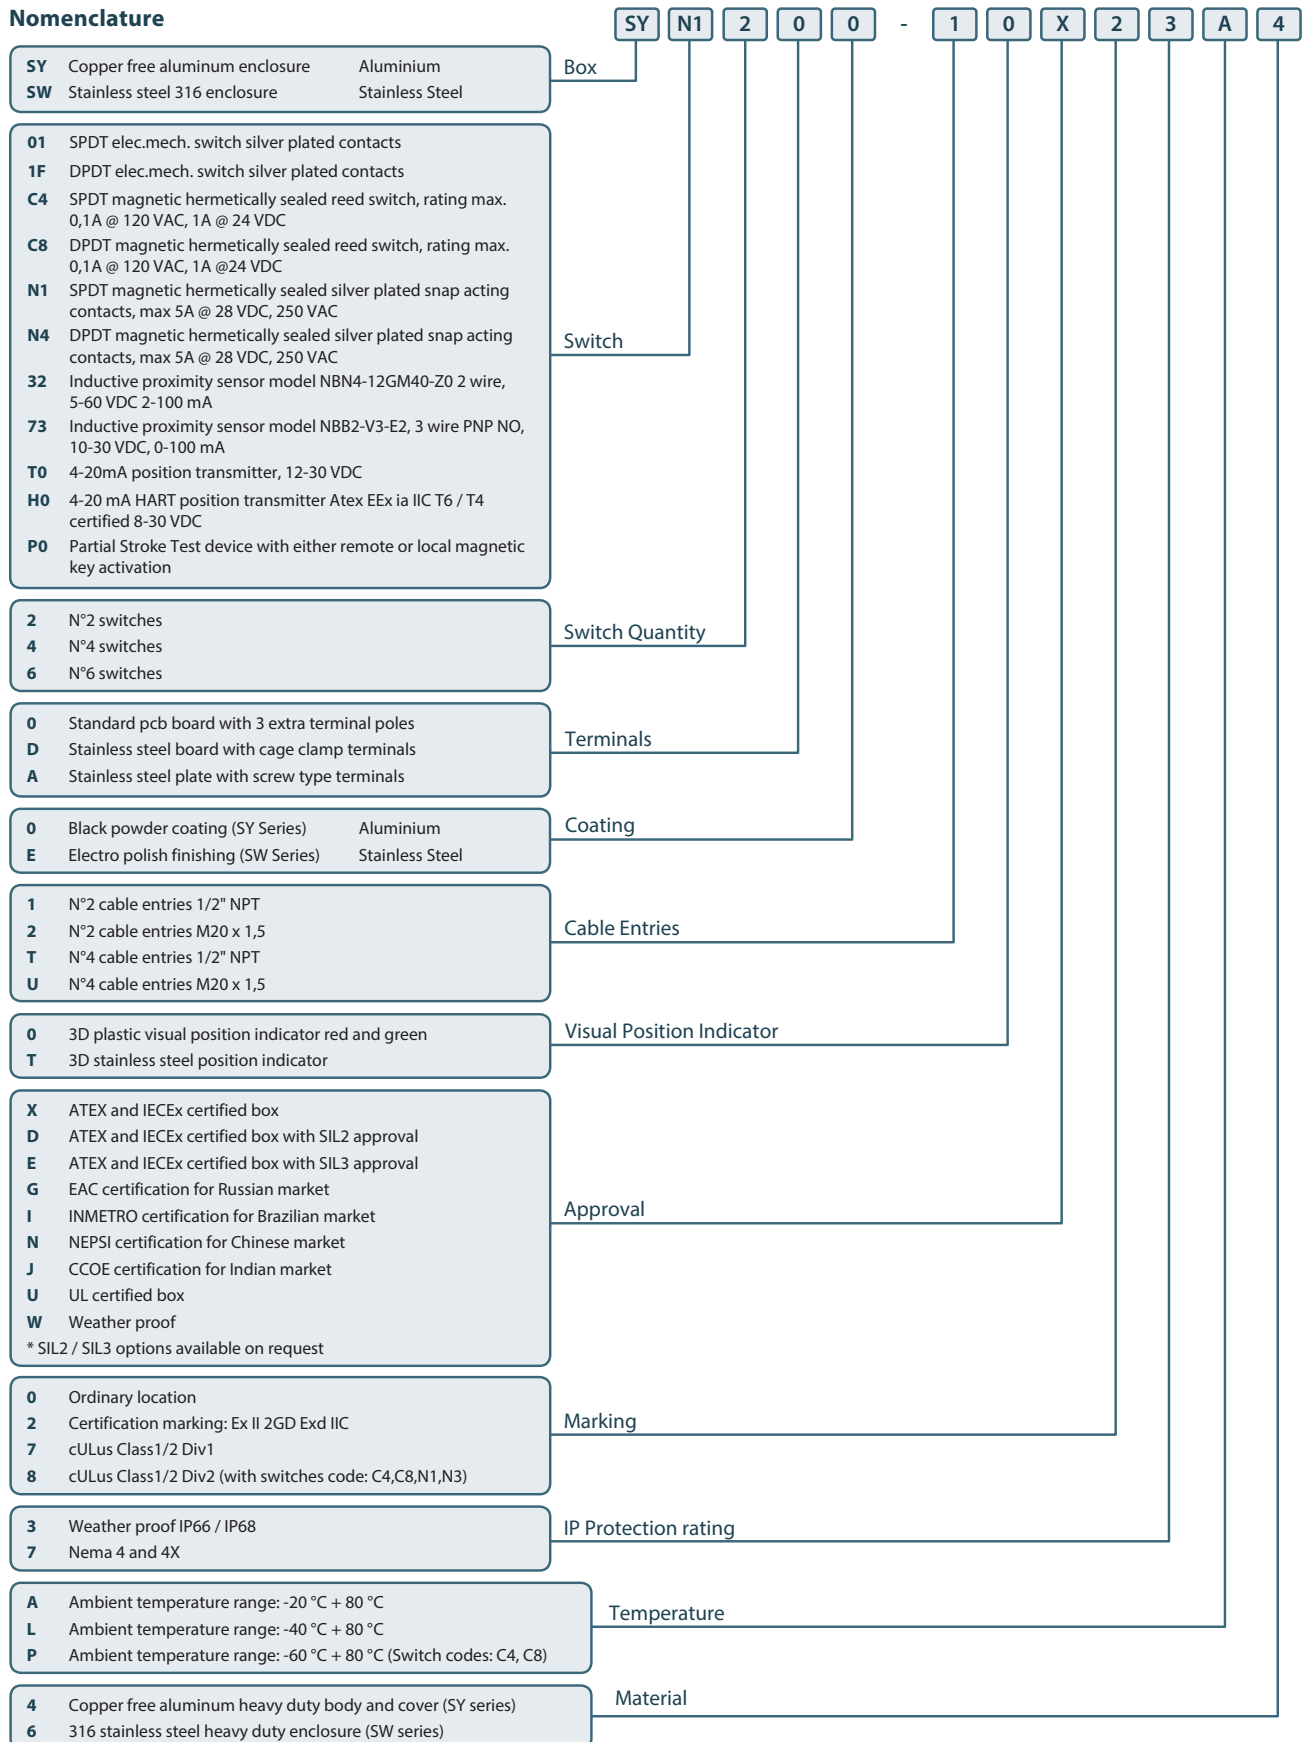 Nomenclature
SY N1 2 0 0 - 1 0 X 2 3 A 4
SY Copper free aluminum enclosure Aluminium
SW Stainless steel 316 enclosure Stainless Steel
Box
01 SPDT elec.mech. switch silver plated contacts
1F DPDT elec.mech. switch silver plated contacts
C4 SPDT magnetic hermetically sealed reed switch, rating max.
0,1A @ 120 VAC, 1A @ 24 VDC
C8 DPDT magnetic hermetically sealed reed switch, rating max.
0,1A @ 120 VAC, 1A @24 VDC
N1 SPDT magnetic hermetically sealed silver plated snap acting
contacts, max 5A @ 28 VDC, 250 VAC
N4 DPDT magnetic hermetically sealed silver plated snap acting
contacts, max 5A @ 28 VDC, 250 VAC
32 Inductive proximity sensor model NBN4-12GM40-Z0 2 wire,
5-60 VDC 2-100 mA
73 Inductive proximity sensor model NBB2-V3-E2, 3 wire PNP NO,
10-30 VDC, 0-100 mA
T0 4-20mA position transmitter, 12-30 VDC
H0 4-20 mA HART position transmitter Atex EEx ia IIC T6 / T4
certified 8-30 VDC
P0 Partial Stroke Test device with either remote or local magnetic
key activation
Switch
2 N°2 switches
4 N°4 switches
6 N°6 switches
Switch Quantity
0 Standard pcb board with 3 extra terminal poles
D Stainless steel board with cage clamp terminals
A Stainless steel plate with screw type terminals
Terminals
0 Black powder coating (SY Series) Aluminium
E Electro polish finishing (SW Series) Stainless Steel
Coating
1 N°2 cable entries 1/2" NPT
2 N°2 cable entries M20 x 1,5
T N°4 cable entries 1/2" NPT
U N°4 cable entries M20 x 1,5
Cable Entries
0 3D plastic visual position indicator red and green
T 3D stainless steel position indicator
Visual Position Indicator
X ATEX and IECEx certified box
D ATEX and IECEx certified box with SIL2 approval
E ATEX and IECEx certified box with SIL3 approval
G EAC certification for Russian market
I INMETRO certification for Brazilian market
N NEPSI certification for Chinese market
J CCOE certification for Indian market
U UL certified box
W Weather proof
* SIL2 / SIL3 options available on request
Approval
0 Ordinary location
2 Certification marking: Ex II 2GD Exd IIC
7 cULus Class1/2 Div1
8 cULus Class1/2 Div2 (with switches code: C4,C8,N1,N3)
Marking
3 Weather proof IP66 / IP68
7 Nema 4 and 4X
IP Protection rating
A Ambient temperature range: -20 °C + 80 °C
L Ambient temperature range: -40 °C + 80 °C
P Ambient temperature range: -60 °C + 80 °C (Switch codes: C4, C8)
Temperature
4 Copper free aluminum heavy duty body and cover (SY series)
6 316 stainless steel heavy duty enclosure (SW series)
Material